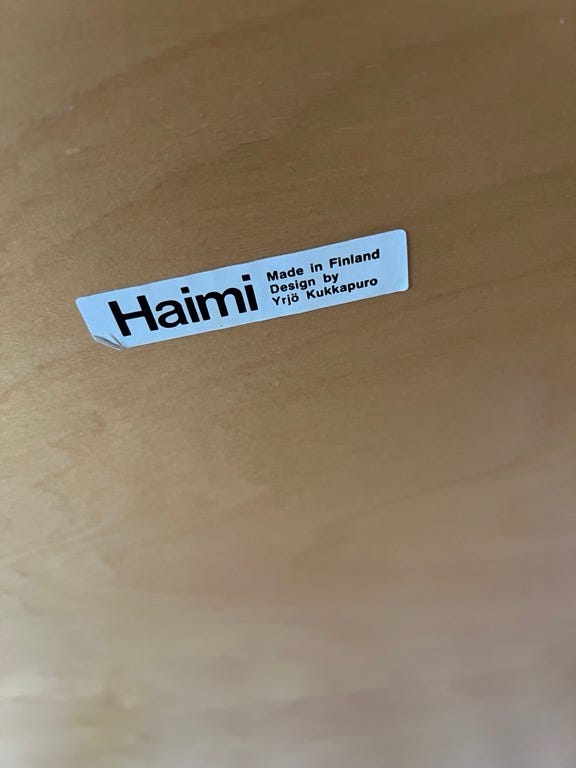 Haimi
Made in Finland
Design by
Yrjö Kukkapuro